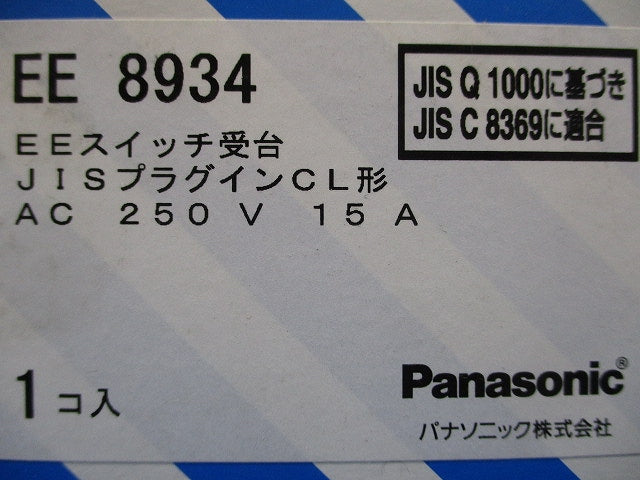 EE 8934
JIS Q 1000に基づき
JIS C 8369に適合
EEスイッチ受台
JISプラグインCL形
AC 250 V 15 A
1コ入
Panasonic®
パナソニック株式会社